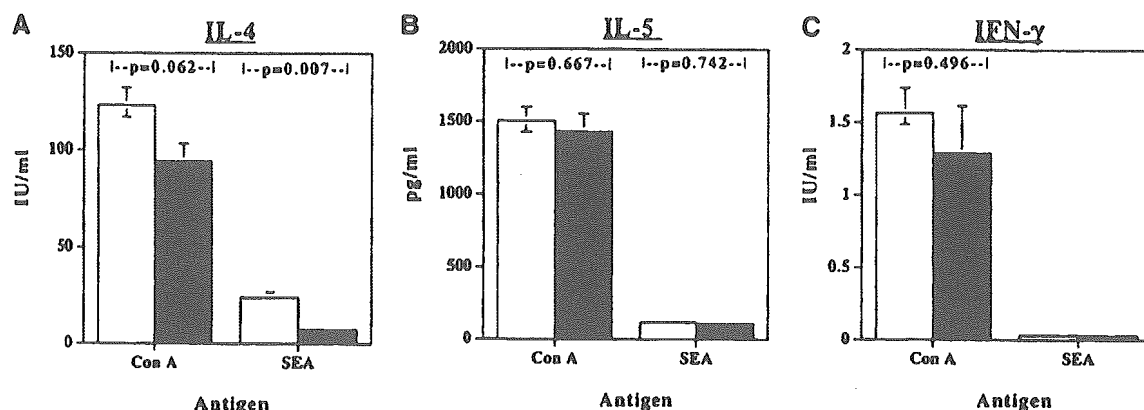 A
IL-4
150
100
50
0
IU/ml
|--p=0.062--|
|--p=0.007--|
Con A
SEA
Antigen
B
IL-5
2000
1500
1000
500
0
pg/ml
|--p=0.667--|
|--p=0.742--|
Con A
SEA
Antigen
C
IFN-γ
2
1.5
1
0.5
0
IU/ml
|--p=0.496--|
Con A
SEA
Antigen